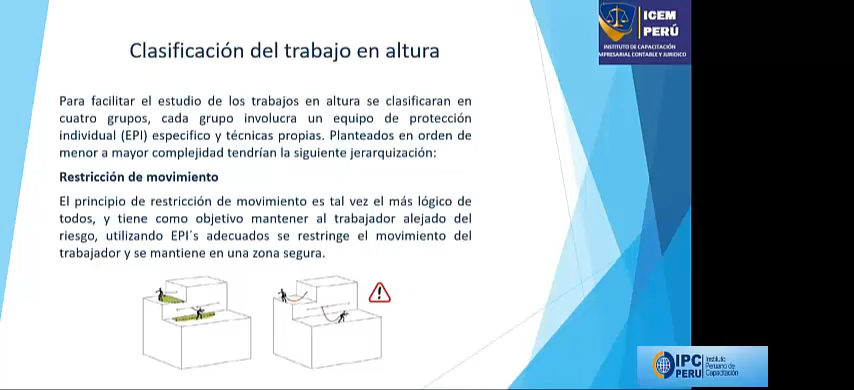 ICEM
PERÚ
INSTITUTO DE CAPACITACIÓN
MPRESARIAL CONTABLE Y JURIDICO
Clasificación del trabajo en altura
Para facilitar el estudio de los trabajos en altura se clasificaran en
cuatro grupos, cada grupo involucra un equipo de protección
individual (EPI) especifico y técnicas propias. Planteados en orden de
menor a mayor complejidad tendrían la siguiente jerarquización:
Restricción de movimiento
El principio de restricción de movimiento es tal vez el más lógico de
todos, y tiene como objetivo mantener al trabajador alejado del
riesgo, utilizando EPI´s adecuados se restringe el movimiento del
trabajador y se mantiene en una zona segura.
IPC
PERU
Instituto
Peruano de
Capacitación